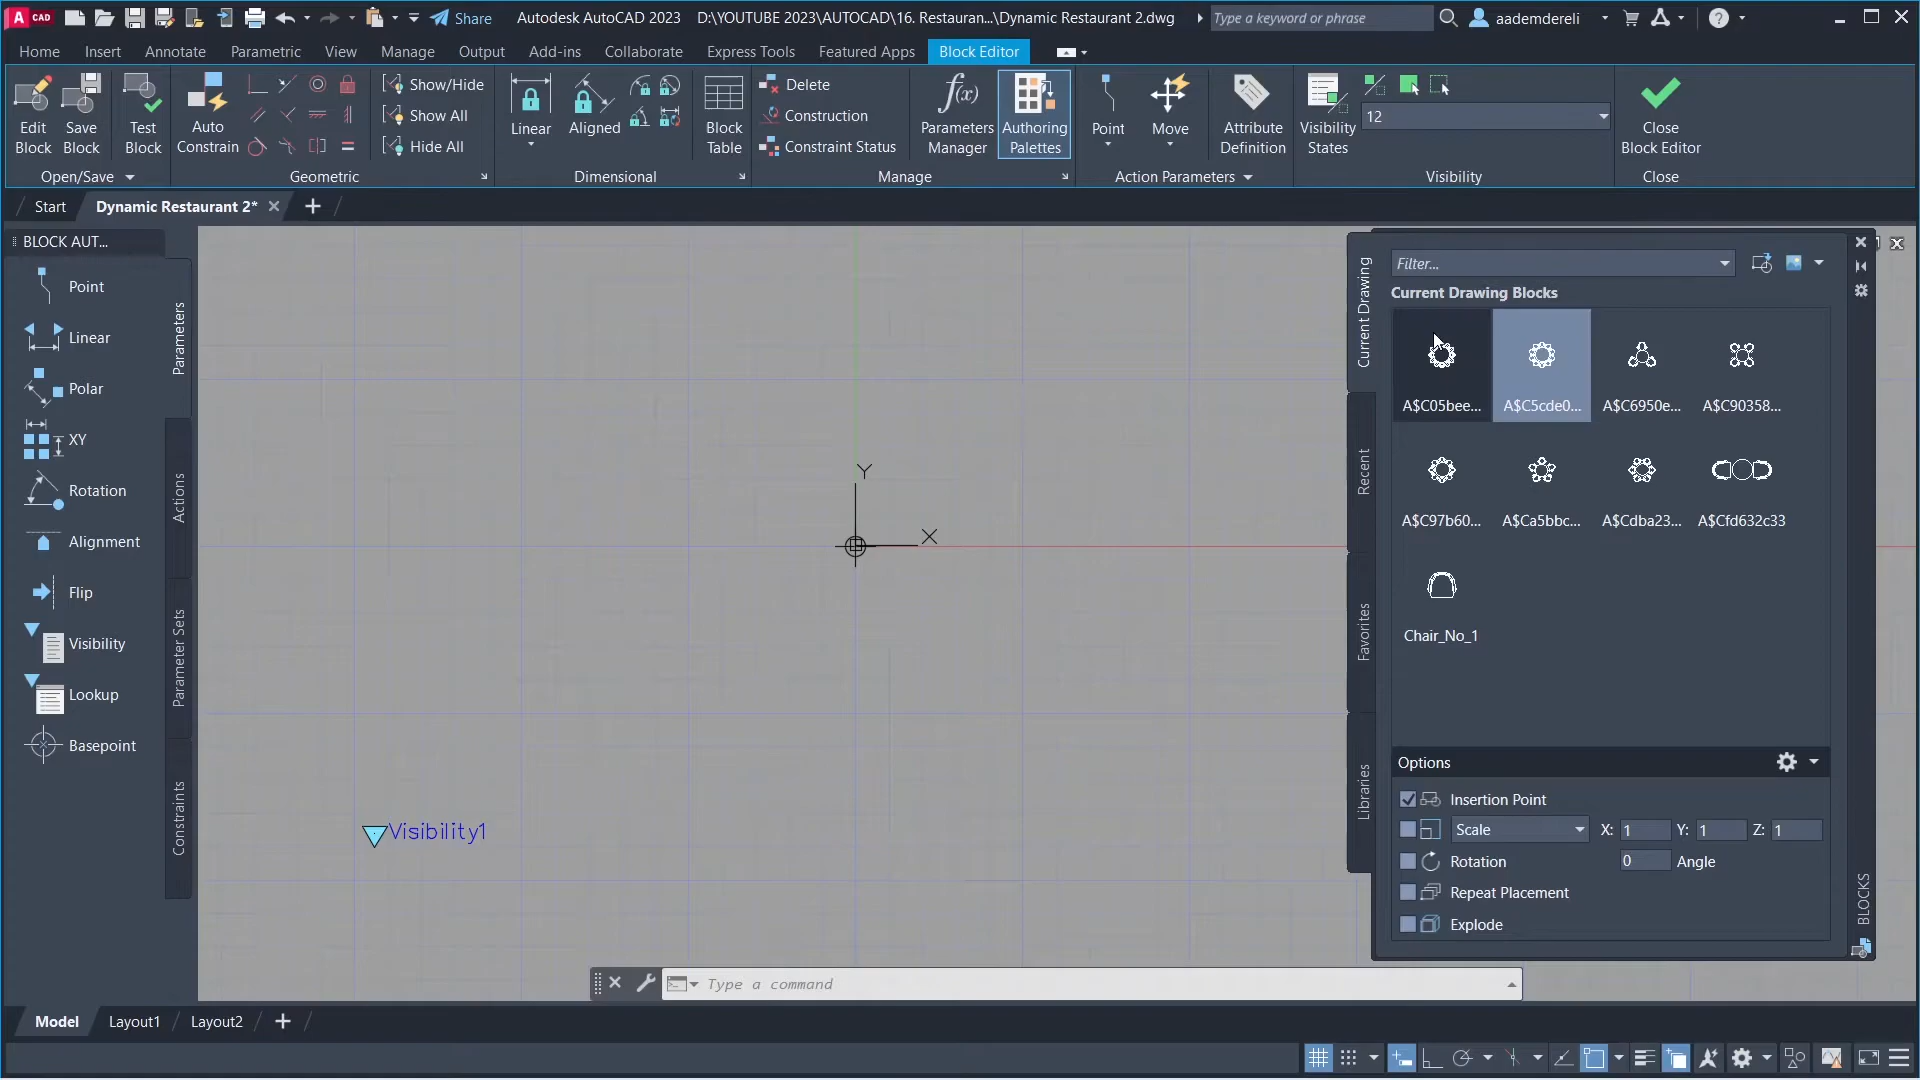 A CAD
Share
Autodesk AutoCAD 2023 D:\YOUTUBE 2023\AUTOCAD\16. Restauran...\Dynamic Restaurant 2.dwg
Type a keyword or phrase
aademdereli
Home Insert Annotate Parametric View Manage Output Add-ins Collaborate Express Tools Featured Apps Block Editor
Edit Block
Save Block
Test Block
Open/Save
Auto Constrain
Geometric
Show/Hide
Show All
Hide All
Linear
Aligned
Dimensional
Block Table
Delete
Construction
Constraint Status
Manage
Parameters Manager
Authoring Palettes
Point
Move
Action Parameters
Attribute Definition
Visibility States
12
Visibility
Close Block Editor
Close
Start
Dynamic Restaurant 2*
BLOCK AUT...
Point
Linear
Polar
XY
Rotation
Alignment
Flip
Visibility
Lookup
Basepoint
Parameters
Actions
Parameter Sets
Constraints
Y
X
Visibility1
Current Drawing
Recent
Favorites
Libraries
Filter...
Current Drawing Blocks
A$C05bee... A$C5cde0... A$C6950e... A$C90358...
A$C97b60... A$Ca5bbc... A$Cdba23... A$Cfd632c33
Chair_No_1
Options
Insertion Point
Scale X: 1 Y: 1 Z: 1
Rotation 0 Angle
Repeat Placement
Explode
BLOCKS
Type a command
Model Layout1 Layout2